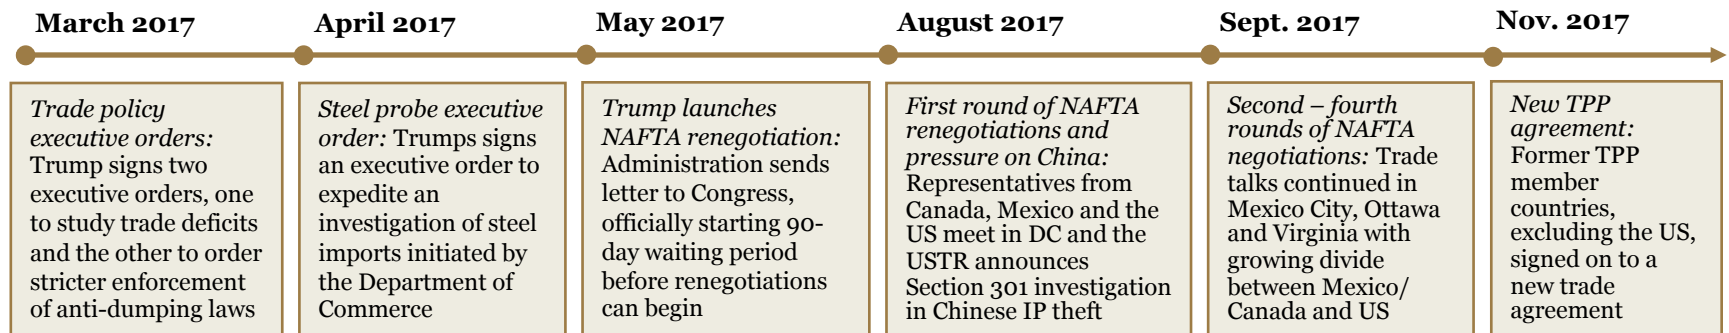 March 2017
April 2017
May 2017
August 2017
Sept. 2017
Nov. 2017
Trade policy
executive orders:
Trump signs two
executive orders, one
to study trade deficits
and the other to order
stricter enforcement
of anti-dumping laws
Steel probe executive
order: Trumps signs
an executive order to
expedite an
investigation of steel
imports initiated by
the Department of
Commerce
Trump launches
NAFTA renegotiation:
Administration sends
letter to Congress,
officially starting 90-
day waiting period
before renegotiations
can begin
First round of NAFTA
renegotiations and
pressure on China:
Representatives from
Canada, Mexico and the
US meet in DC and the
USTR announces
Section 301 investigation
in Chinese IP theft
Second – fourth
rounds of NAFTA
negotiations: Trade
talks continued in
Mexico City, Ottawa
and Virginia with
growing divide
between Mexico/
Canada and US
New TPP
agreement:
Former TPP
member
countries,
excluding the US,
signed on to a
new trade
agreement